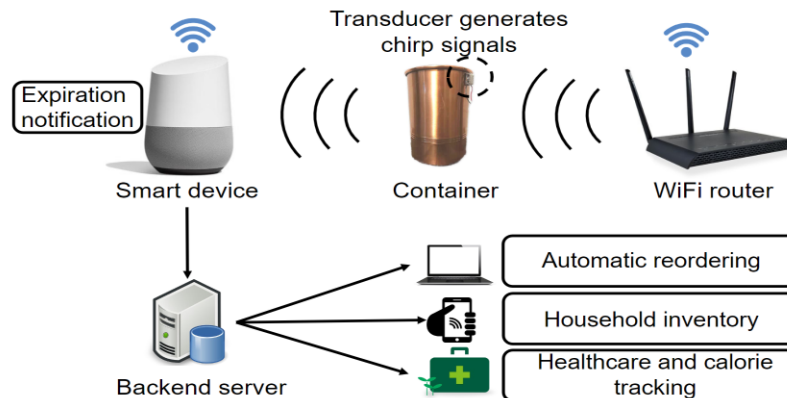 Transducer generates
chirp signals
Expiration
notification
Smart device
Container
WiFi router
Automatic reordering
Household inventory
Healthcare and calorie
tracking
Backend server